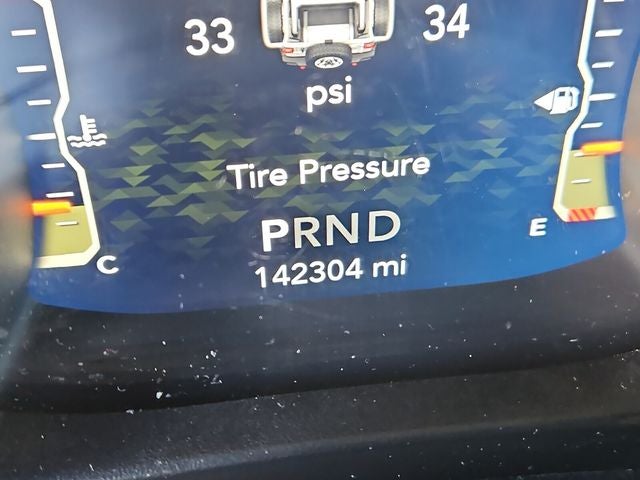 33 34
psi
Tire Pressure
PRND
E
C
142304 mi